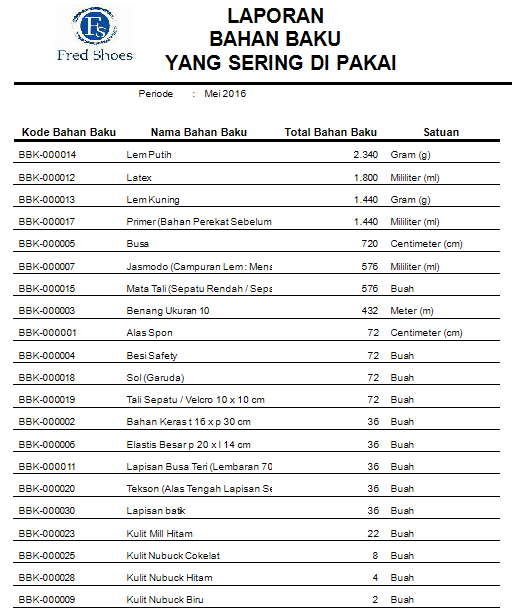 FS
Fred Shoes
LAPORAN
BAHAN BAKU
YANG SERING DI PAKAI
Periode : Mei 2016
Kode Bahan Baku Nama Bahan Baku Total Bahan Baku Satuan
BBK-000014 Lem Putih 2.340 Gram (g)
BBK-000012 Latex 1.800 Mililiter (ml)
BBK-000013 Lem Kuning 1.440 Gram (g)
BBK-000017 Primer (Bahan Perekat Sebelum 1.440 Mililiter (ml)
BBK-000005 Busa 720 Centimeter (cm)
BBK-000007 Jasmodo (Campuran Lem : Mena 576 Mililiter (ml)
BBK-000015 Mata Tali (Sepatu Rendah / Sepa 576 Buah
BBK-000003 Benang Ukuran 10 432 Meter (m)
BBK-000001 Alas Spon 72 Centimeter (cm)
BBK-000004 Besi Safety 72 Buah
BBK-000018 Sol (Garuda) 72 Buah
BBK-000019 Tali Sepatu / Velcro 10 x 10 cm 72 Buah
BBK-000002 Bahan Keras t 16 x p 30 cm 36 Buah
BBK-000006 Elastis Besar p 20 x l 14 cm 36 Buah
BBK-000011 Lapisan Busa Teri (Lembaran 70 36 Buah
BBK-000020 Tekson (Alas Tengah Lapisan Se 36 Buah
BBK-000030 Lapisan batik 36 Buah
BBK-000023 Kulit Mill Hitam 22 Buah
BBK-000025 Kulit Nubuck Cokelat 8 Buah
BBK-000028 Kulit Nubuck Hitam 4 Buah
BBK-000009 Kulit Nubuck Biru 2 Buah